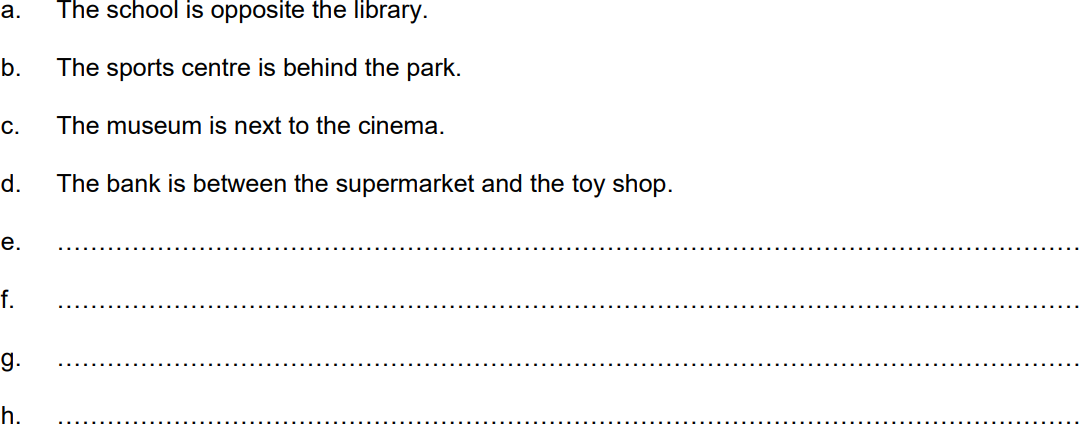 a. The school is opposite the library.
b. The sports centre is behind the park.
c. The museum is next to the cinema.
d. The bank is between the supermarket and the toy shop.
e. ................................................................................................................................
f. ................................................................................................................................
g. ................................................................................................................................
h. ................................................................................................................................